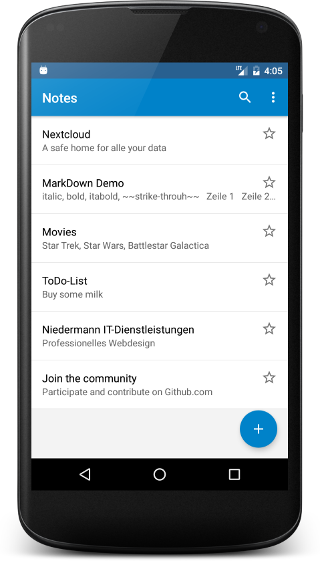 LTE 4:05
Notes
Nextcloud
A safe home for alle your data
MarkDown Demo
italic, bold, itabold, ~~strike-throuh~~ Zeile 1 Zeile 2...
Movies
Star Trek, Star Wars, Battlestar Galactica
ToDo-List
Buy some milk
Niedermann IT-Dienstleistungen
Professionelles Webdesign
Join the community
Participate and contribute on Github.com